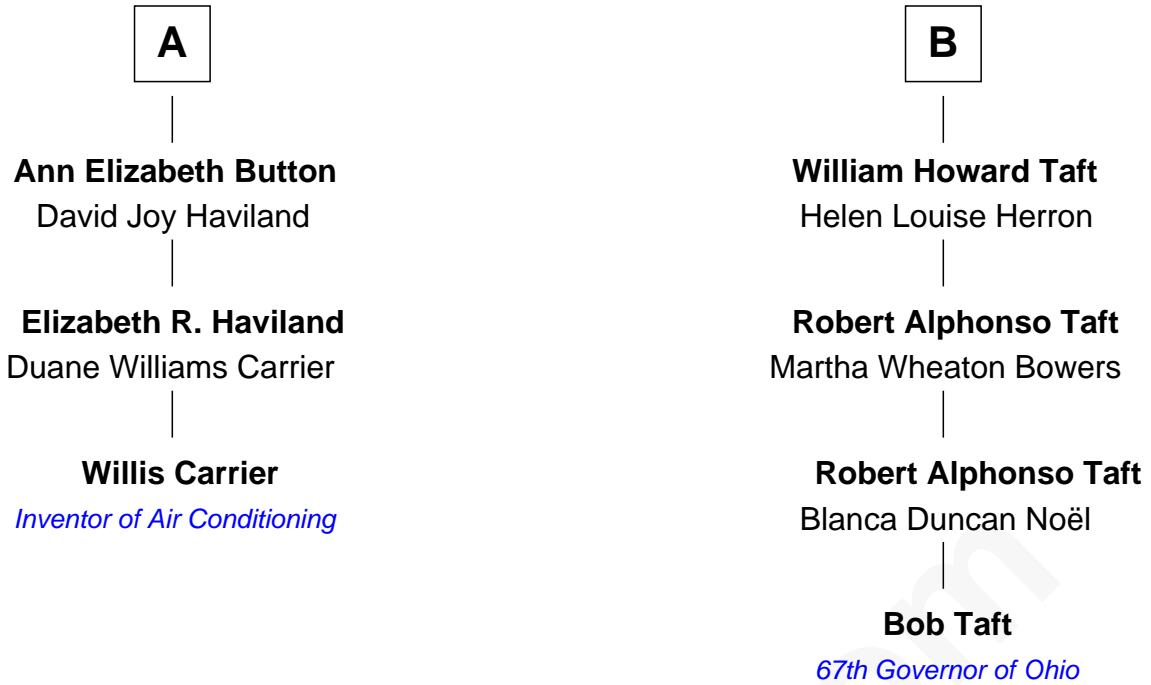 A
Ann Elizabeth Button
David Joy Haviland
Elizabeth R. Haviland
Duane Williams Carrier
Willis Carrier
Inventor of Air Conditioning
B
William Howard Taft
Helen Louise Herron
Robert Alphonso Taft
Martha Wheaton Bowers
Robert Alphonso Taft
Blanca Duncan Noël
Bob Taft
67th Governor of Ohio